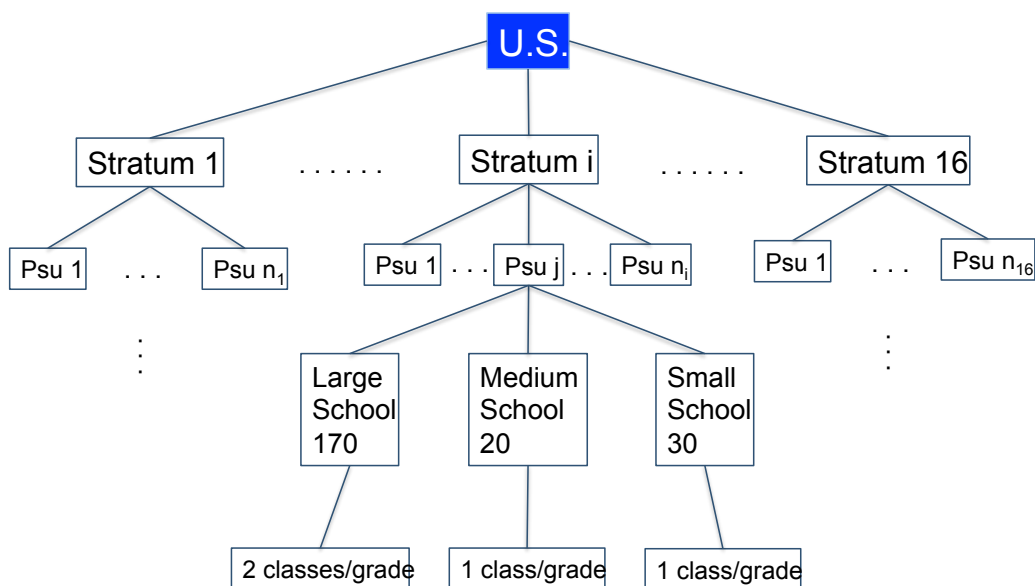 U.S.
Stratum 1
. . . . . .
Stratum i
. . . . . .
Stratum 16
Psu 1
. . .
Psu n1
Psu 1
. . .
Psu j
. . .
Psu ni
Psu 1
. . .
Psu n16
Large
School
170
Medium
School
20
Small
School
30
2 classes/grade
1 class/grade
1 class/grade